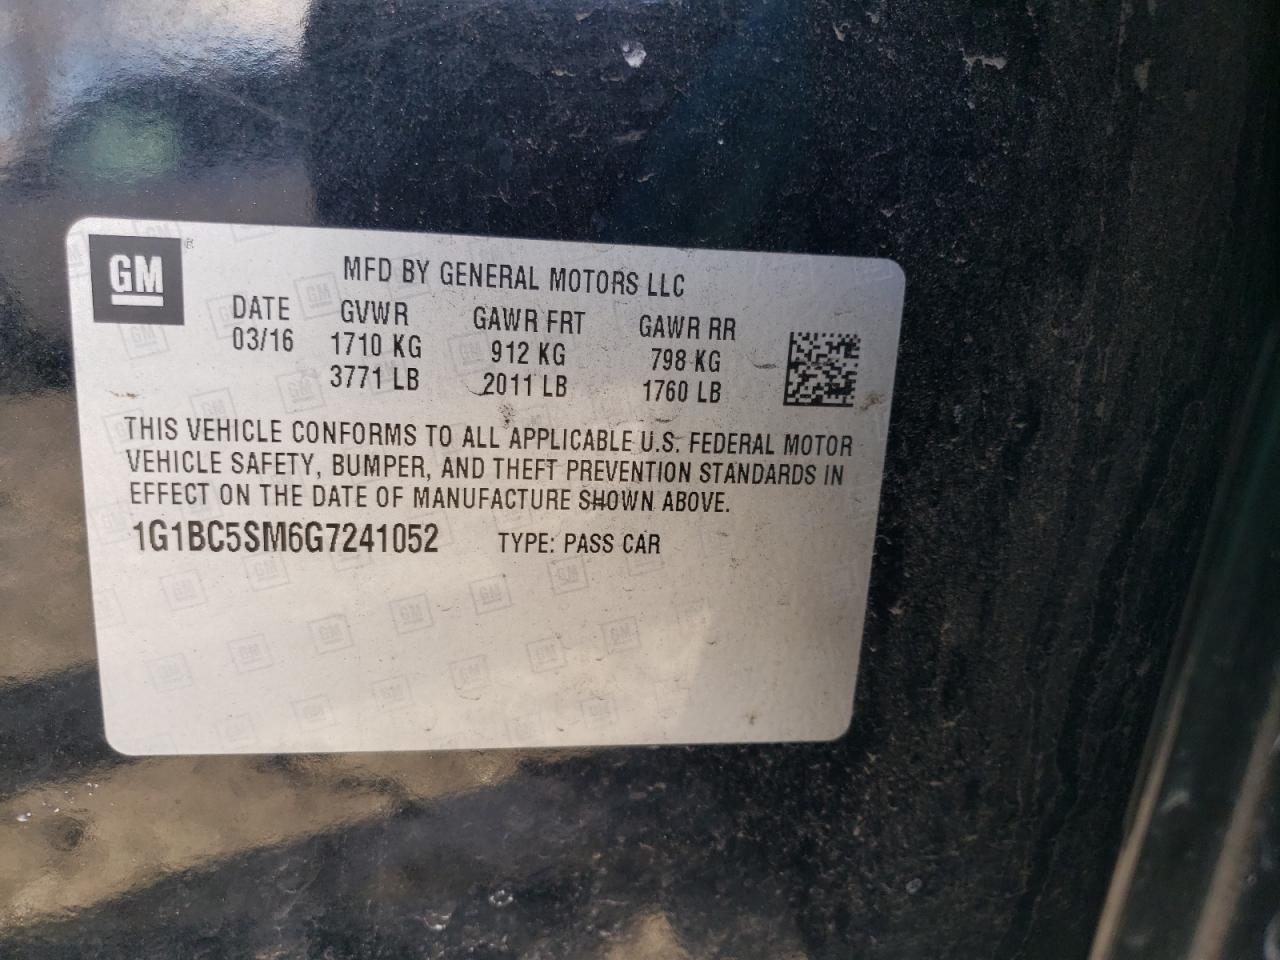 GM ®
MFD BY GENERAL MOTORS LLC
DATE GVWR GAWR FRT GAWR RR
03/16 1710 KG 912 KG 798 KG
3771 LB 2011 LB 1760 LB
THIS VEHICLE CONFORMS TO ALL APPLICABLE U.S. FEDERAL MOTOR
VEHICLE SAFETY, BUMPER, AND THEFT PREVENTION STANDARDS IN
EFFECT ON THE DATE OF MANUFACTURE SHOWN ABOVE.
1G1BC5SM6G7241052 TYPE: PASS CAR